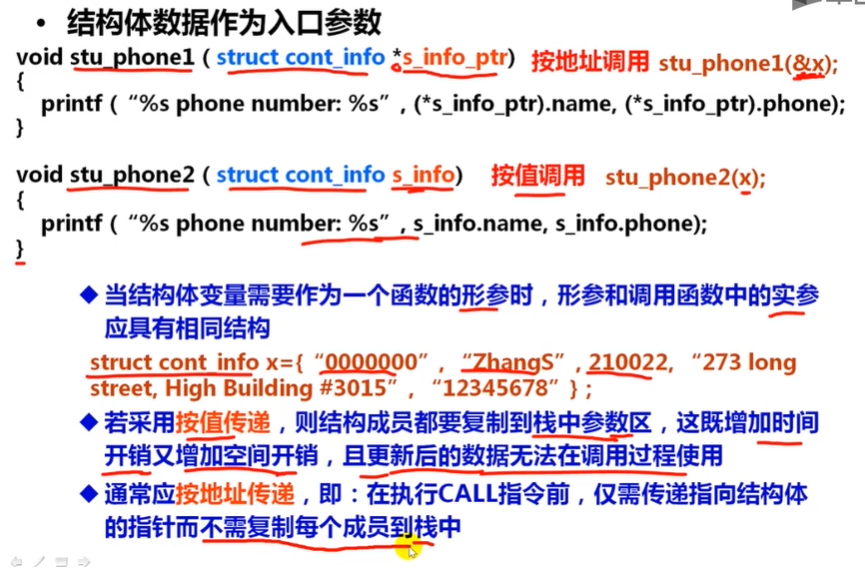 • 结构体数据作为入口参数
void stu_phone1 ( struct cont_info *s_info_ptr) 按地址调用 stu_phone1(&x);
{
printf ( “%s phone number: %s” , (*s_info_ptr).name, (*s_info_ptr).phone);
}
void stu_phone2 ( struct cont_info s_info) 按值调用 stu_phone2(x);
{
printf ( “%s phone number: %s” , s_info.name, s_info.phone);
}
◆ 当结构体变量需要作为一个函数的形参时，形参和调用函数中的实参
应具有相同结构
struct cont_info x={ “0000000” , “ZhangS” , 210022, “273 long
street, High Building #3015” , “12345678” } ;
◆ 若采用按值传递，则结构成员都要复制到栈中参数区，这既增加时间
开销又增加空间开销，且更新后的数据无法在调用过程使用
◆ 通常应按地址传递，即：在执行CALL指令前，仅需传递指向结构体
的指针而不需复制每个成员到栈中